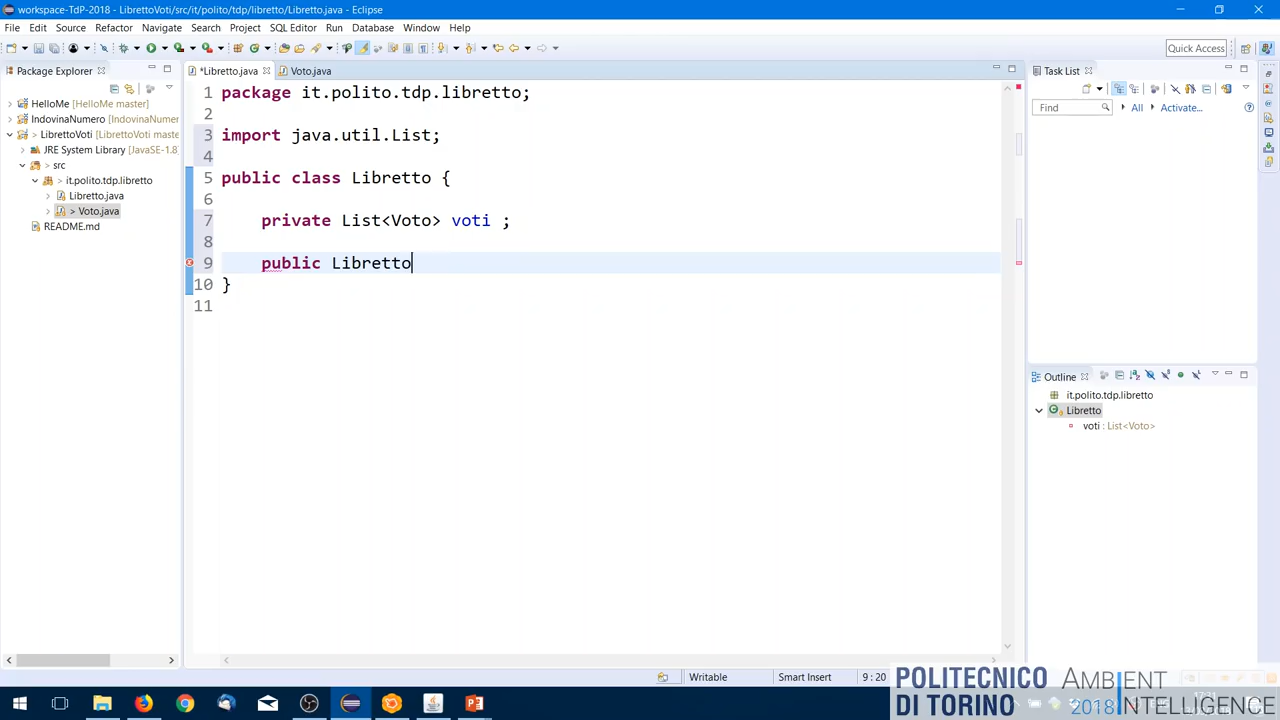 workspace-TdP-2018 - LibrettoVoti/src/it/polito/tdp/libretto/Libretto.java - Eclipse
File Edit Source Refactor Navigate Search Project SQL Editor Run Database Window Help
Quick Access
Package Explorer
*Libretto.java
Voto.java
Task List
HelloMe [HelloMe master]
IndovinaNumero [IndovinaNumero
> LibrettoVoti [LibrettoVoti maste
JRE System Library [JavaSE-1.8]
> src
> it.polito.tdp.libretto
Libretto.java
> Voto.java
README.md
1 package it.polito.tdp.libretto;
2
3 import java.util.List;
4
5 public class Libretto {
6
7 private List<Voto> voti ;
8
9 public Libretto
10 }
11
Find
All
Activate...
Outline
it.polito.tdp.libretto
Libretto
voti : List<Voto>
Writable
Smart Insert
9 : 20
POLITECNICO
DI TORINO
AMBIENT
2018 INTELLIGENCE